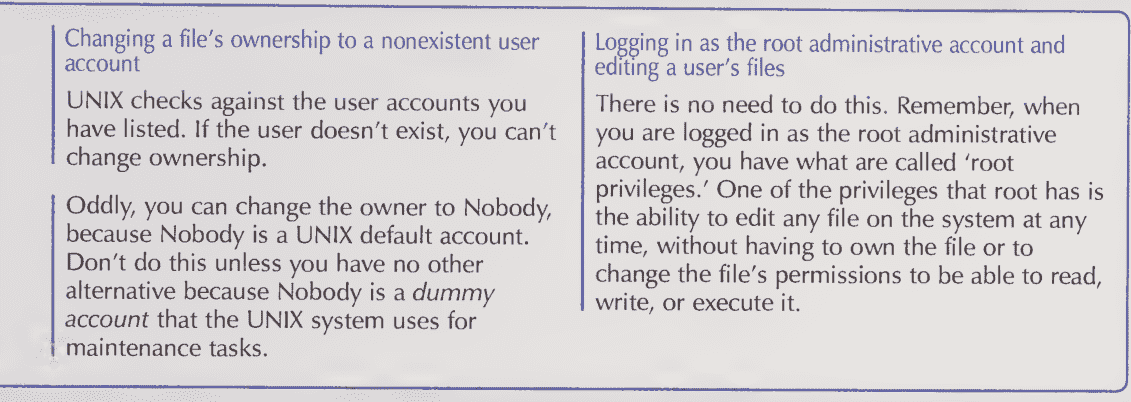 Changing a file's ownership to a nonexistent user
account
UNIX checks against the user accounts you
have listed. If the user doesn't exist, you can't
change ownership.
Oddly, you can change the owner to Nobody,
because Nobody is a UNIX default account.
Don't do this unless you have no other
alternative because Nobody is a dummy
account that the UNIX system uses for
maintenance tasks.
Logging in as the root administrative account and
editing a user's files
There is no need to do this. Remember, when
you are logged in as the root administrative
account, you have what are called 'root
privileges.' One of the privileges that root has is
the ability to edit any file on the system at any
time, without having to own the file or to
change the file's permissions to be able to read,
write, or execute it.